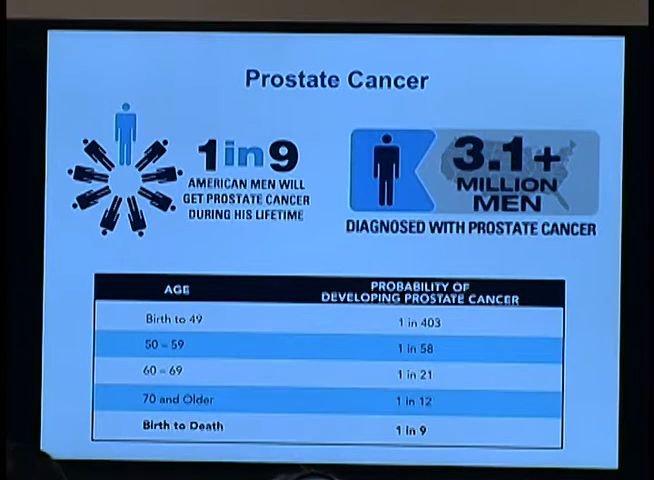 Prostate Cancer
1in9
AMERICAN MEN WILL
GET PROSTATE CANCER
DURING HIS LIFETIME
3.1+
MILLION
MEN
DIAGNOSED WITH PROSTATE CANCER
AGE PROBABILITY OF DEVELOPING PROSTATE CANCER
Birth to 49 1 in 403
50 – 59 1 in 58
60 – 69 1 in 21
70 and Older 1 in 12
Birth to Death 1 in 9